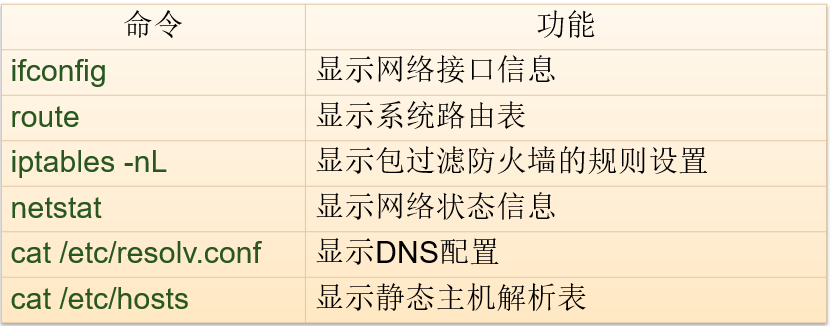 命令 功能
ifconfig 显示网络接口信息
route 显示系统路由表
iptables -nL 显示包过滤防火墙的规则设置
netstat 显示网络状态信息
cat /etc/resolv.conf 显示DNS配置
cat /etc/hosts 显示静态主机解析表